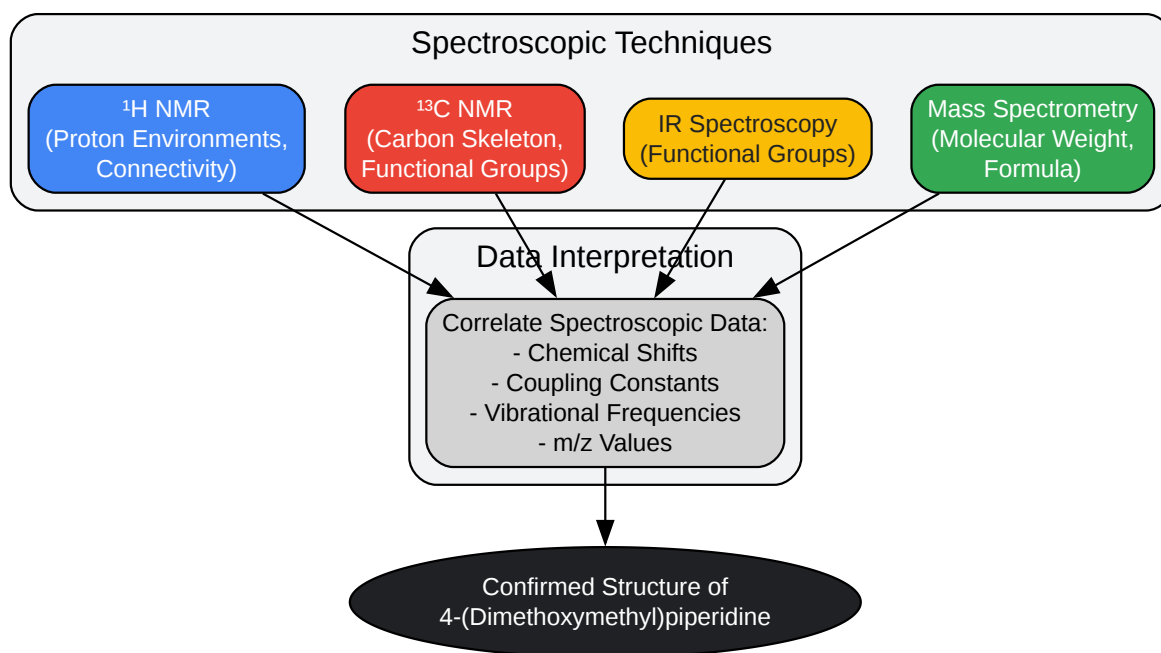 Spectroscopic Techniques
¹H NMR
(Proton Environments,
Connectivity)
¹³C NMR
(Carbon Skeleton,
Functional Groups)
IR Spectroscopy
(Functional Groups)
Mass Spectrometry
(Molecular Weight,
Formula)
Data Interpretation
Correlate Spectroscopic Data:
- Chemical Shifts
- Coupling Constants
- Vibrational Frequencies
- m/z Values
Confirmed Structure of
4-(Dimethoxymethyl)piperidine